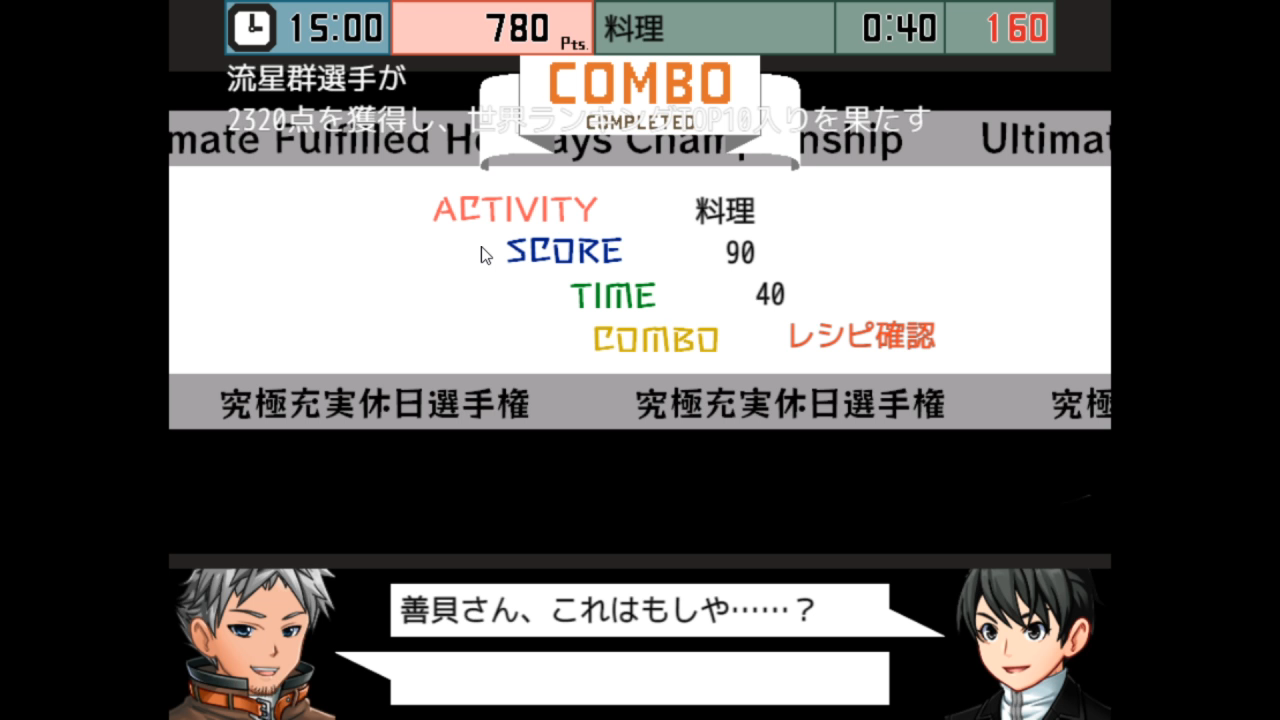 15:00 780 Pts. 料理 0:40 160
流星群選手が
COMBO
2320点を獲得し、世界ランキングTOP10入りを果たす
COMPLETED
mate Fulfilled Ho ays Championship Ultimat
ACTIVITY 料理
SCORE 90
TIME 40
COMBO レシピ確認
究極充実休日選手権 究極充実休日選手権 究極
善貝さん、これはもしや……？